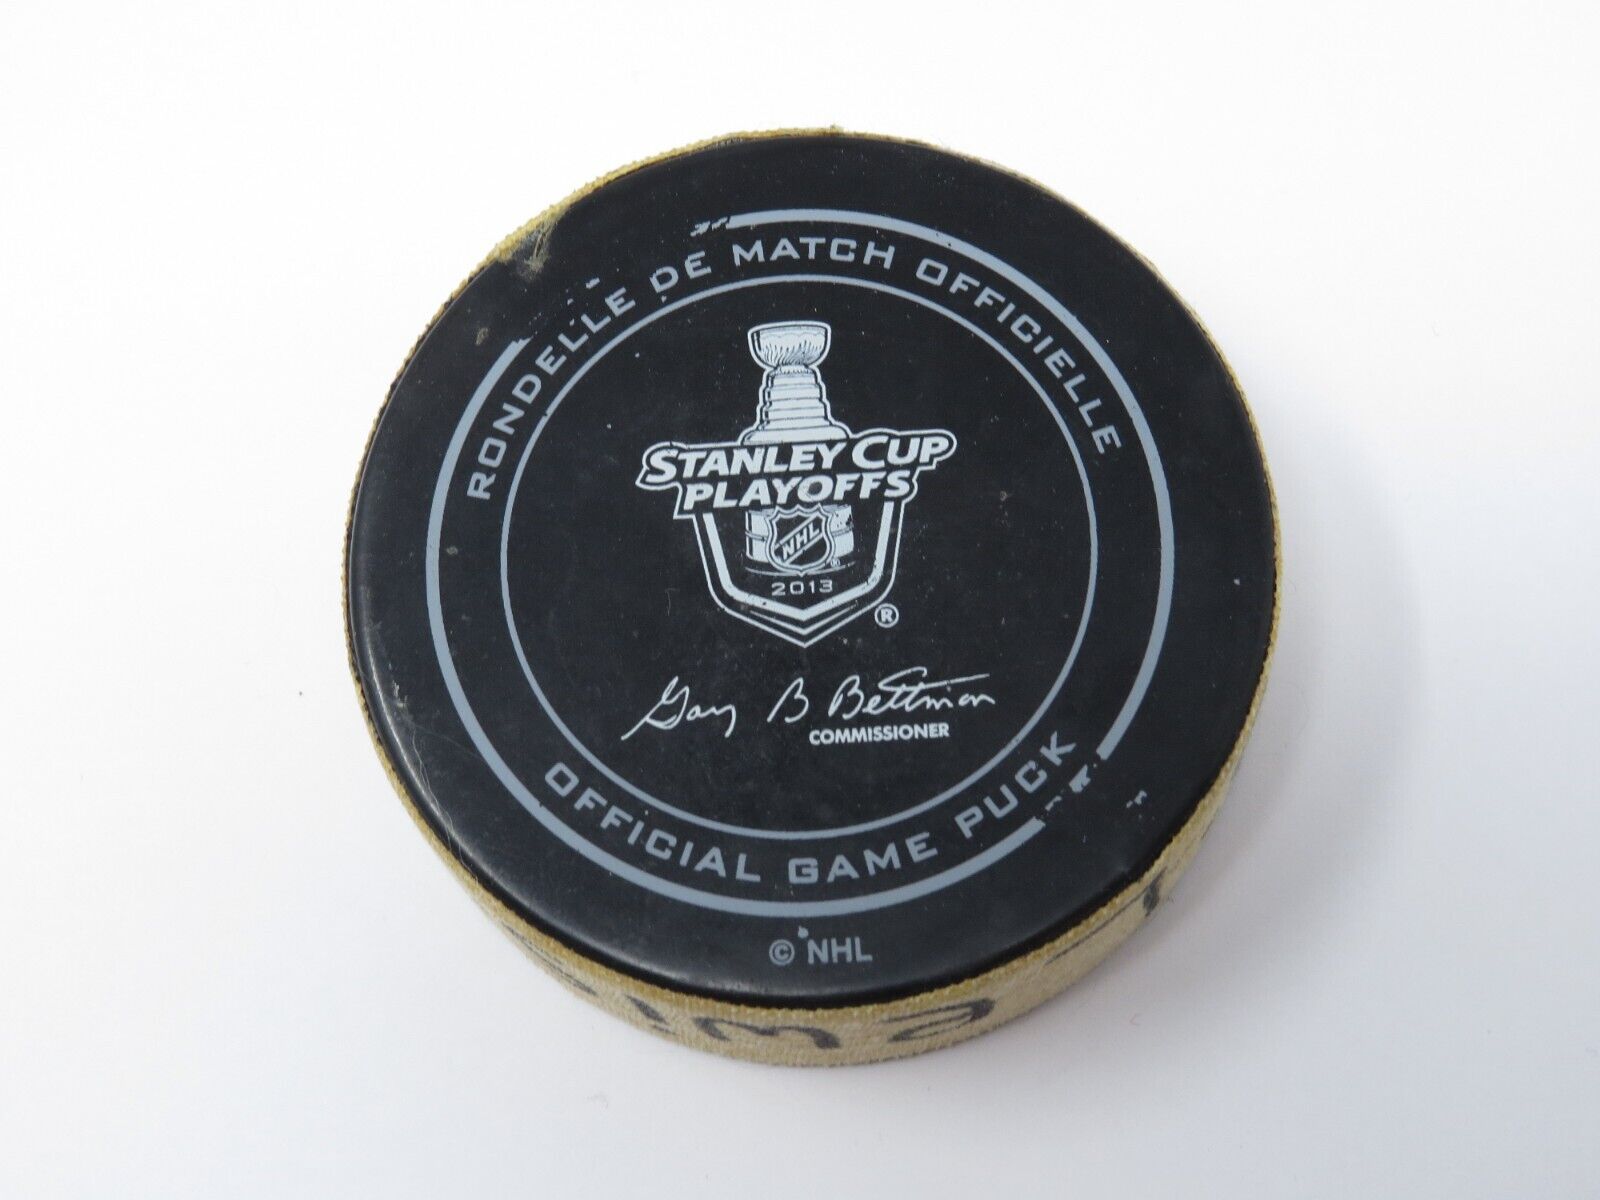 RONDELLE DE MATCH OFFICIELLE
STANLEY CUP
PLAYOFFS
NHL
2013
®
Gary B Bettman
COMMISSIONER
OFFICIAL GAME PUCK
© NHL